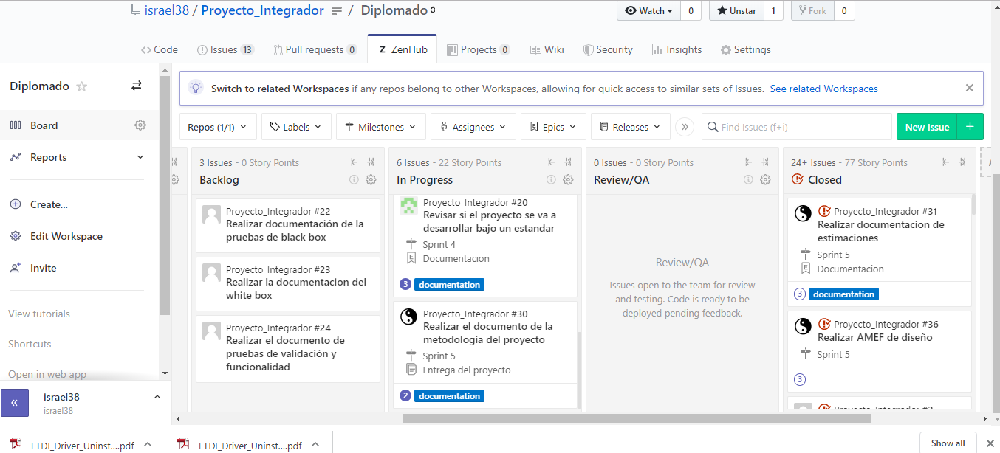 israel38 / Proyecto_Integrador / Diplomado
Watch 0 Unstar 1 Fork 0
Code Issues 13 Pull requests 0 ZenHub Projects 0 Wiki Security Insights Settings
Diplomado
Board
Reports
Create...
Edit Workspace
Invite
View tutorials
Shortcuts
Open in web app
israel38
israel38
Switch to related Workspaces if any repos belong to other Workspaces, allowing for quick access to similar sets of Issues. See related Workspaces
Repos (1/1) Labels Milestones Assignees Epics Releases Find Issues (f+i) New Issue +
3 Issues - 0 Story Points
Backlog
Proyecto_Integrador #22
Realizar documentación de la
pruebas de black box
Proyecto_Integrador #23
Realizar la documentacion del
white box
Proyecto_Integrador #24
Realizar el documento de
pruebas de validación y
funcionalidad
6 Issues - 22 Story Points
In Progress
Proyecto_Integrador #20
Revisar si el proyecto se va a
desarrollar bajo un estandar
Sprint 4
Documentacion
3 documentation
Proyecto_Integrador #30
Realizar el documento de la
metodologia del proyecto
Sprint 5
Entrega del proyecto
2 documentation
0 Issues - 0 Story Points
Review/QA
Review/QA
Issues open to the team for review
and testing. Code is ready to be
deployed pending feedback.
24+ Issues - 77 Story Points
Closed
Proyecto_Integrador #31
Realizar documentacion de
estimaciones
Sprint 5
Documentacion
3 documentation
Proyecto_Integrador #36
Realizar AMEF de diseño
Sprint 5
3
FTDI_Driver_Uninst....pdf FTDI_Driver_Uninst....pdf Show all